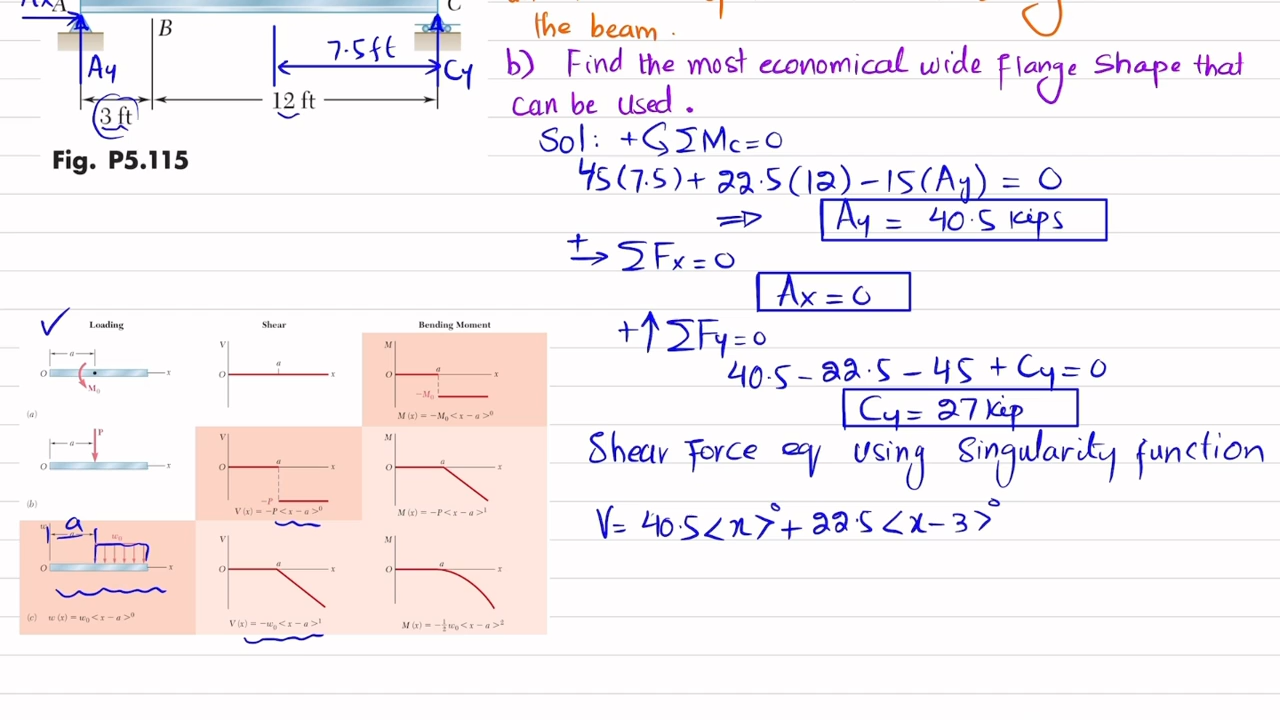 A
C
B
7.5ft
Ay
Cy
12 ft
3 ft
Fig. P5.115
the beam.
b) Find the most economical wide flange shape that
can be used.
Sol: + ΣMc=0
45(7.5)+ 22.5(12) -15(Ay) = 0
⇒ Ay = 40.5 kips
+→ ΣFx=0
Ax=0
+↑ΣFy=0
40.5-22.5-45 + Cy=0
Cy= 27 kip
Shear Force eq using Singularity function
V= 40.5<x>⁰ + 22.5<x-3>⁰
✓ Loading Shear Bending Moment
a
O x
M₀
(a)
V
O a x
M
O a x
-M₀
M(x) = -M₀<x-a>⁰
a P
O x
(b)
V
O a x
-P
V(x) = -P<x-a>⁰
M
O a x
M(x) = -P<x-a>¹
a
w₀
O x
(c) w(x) = w₀<x-a>⁰
V
O a x
V(x) = -w₀<x-a>¹
M
O a x
M(x) = -½ w₀<x-a>²